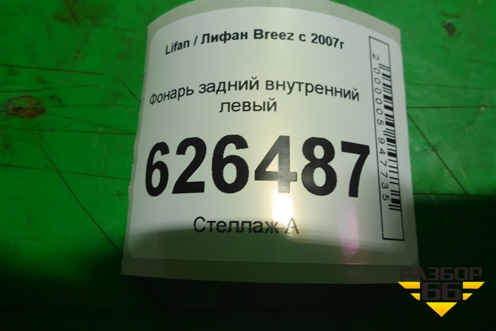 Lifan / Лифан Breez с 2007г
Фонарь задний внутренний
левый
626487
Стеллаж А
2000005947735
РАЗБОР
66